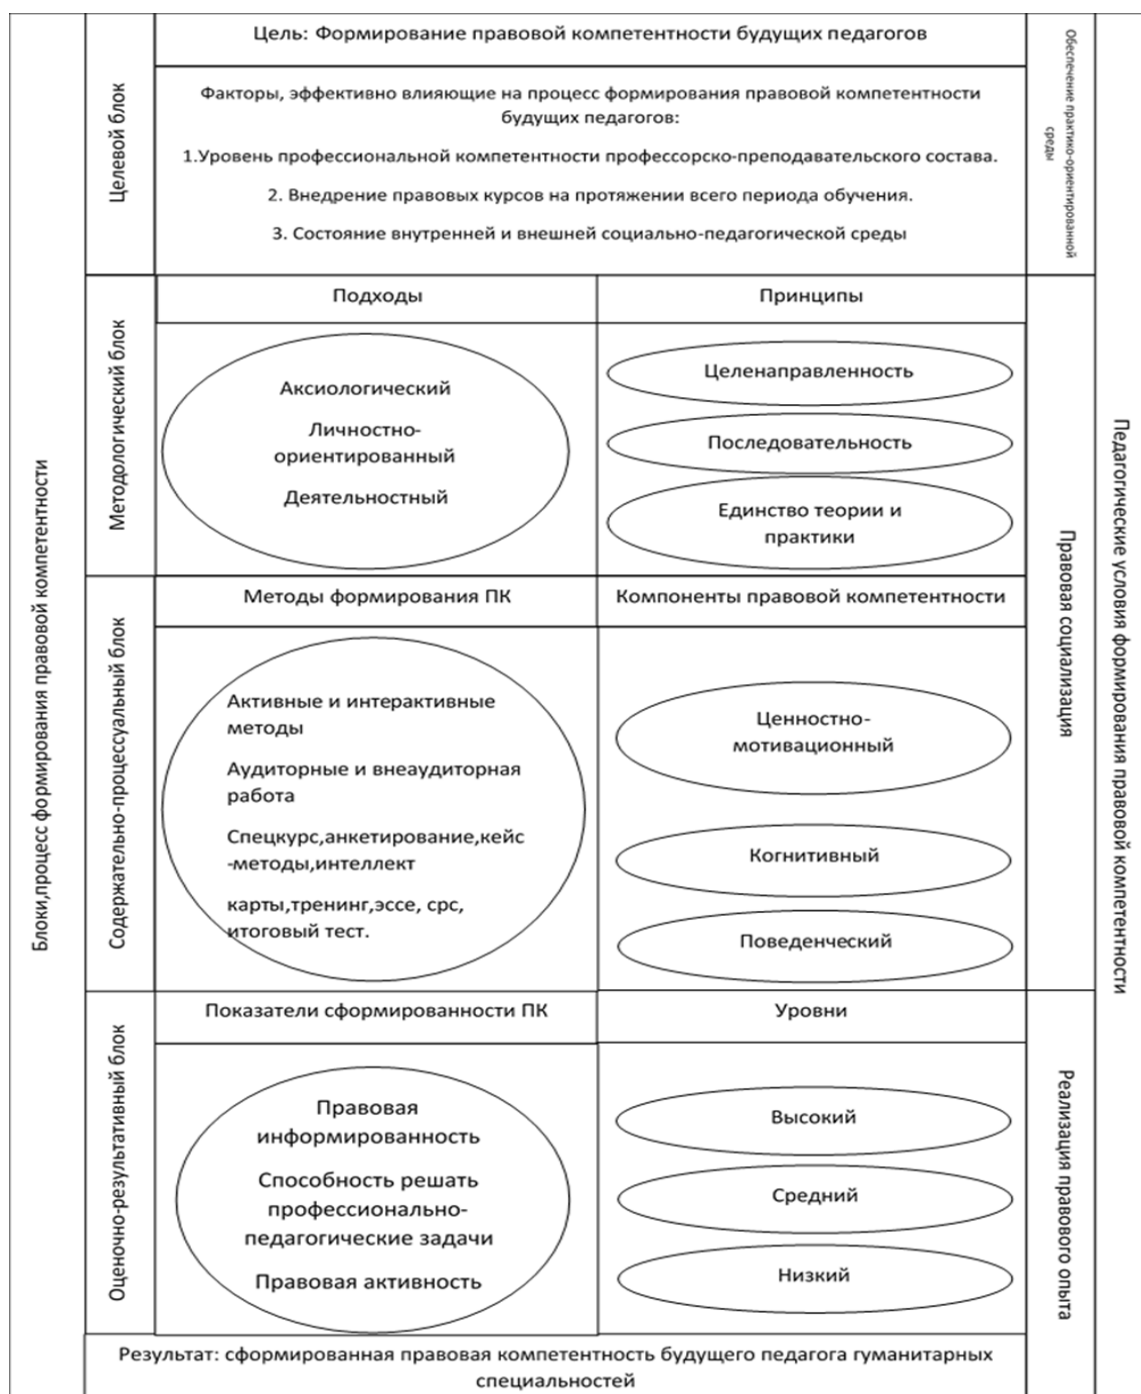 Блоки,процесс формирования правовой компетентности
Целевой блок
Цель: Формирование правовой компетентности будущих педагогов
Факторы, эффективно влияющие на процесс формирования правовой компетентности
будущих педагогов:
1.Уровень профессиональной компетентности профессорско-преподавательского состава.
2. Внедрение правовых курсов на протяжении всего периода обучения.
3. Состояние внутренней и внешней социально-педагогической среды
Обеспечение практико-ориентированной
среды
Педагогические условия формирования правовой компетентности
Методологический блок
Подходы
Аксиологический
Личностно-
ориентированный
Деятельностный
Принципы
Целенаправленность
Последовательность
Единство теории и
практики
Правовая социализация
Содержательно-процессуальный блок
Методы формирования ПК
Активные и интерактивные
методы
Аудиторные и внеаудиторная
работа
Спецкурс,анкетирование,кейс
-методы,интеллект
карты,тренинг,эссе, срс,
итоговый тест.
Компоненты правовой компетентности
Ценностно-
мотивационный
Когнитивный
Поведенческий
Оценочно-результативный блок
Показатели сформированности ПК
Правовая
информированность
Способность решать
профессионально-
педагогические задачи
Правовая активность
Уровни
Высокий
Средний
Низкий
Реализация правового опыта
Результат: сформированная правовая компетентность будущего педагога гуманитарных
специальностей